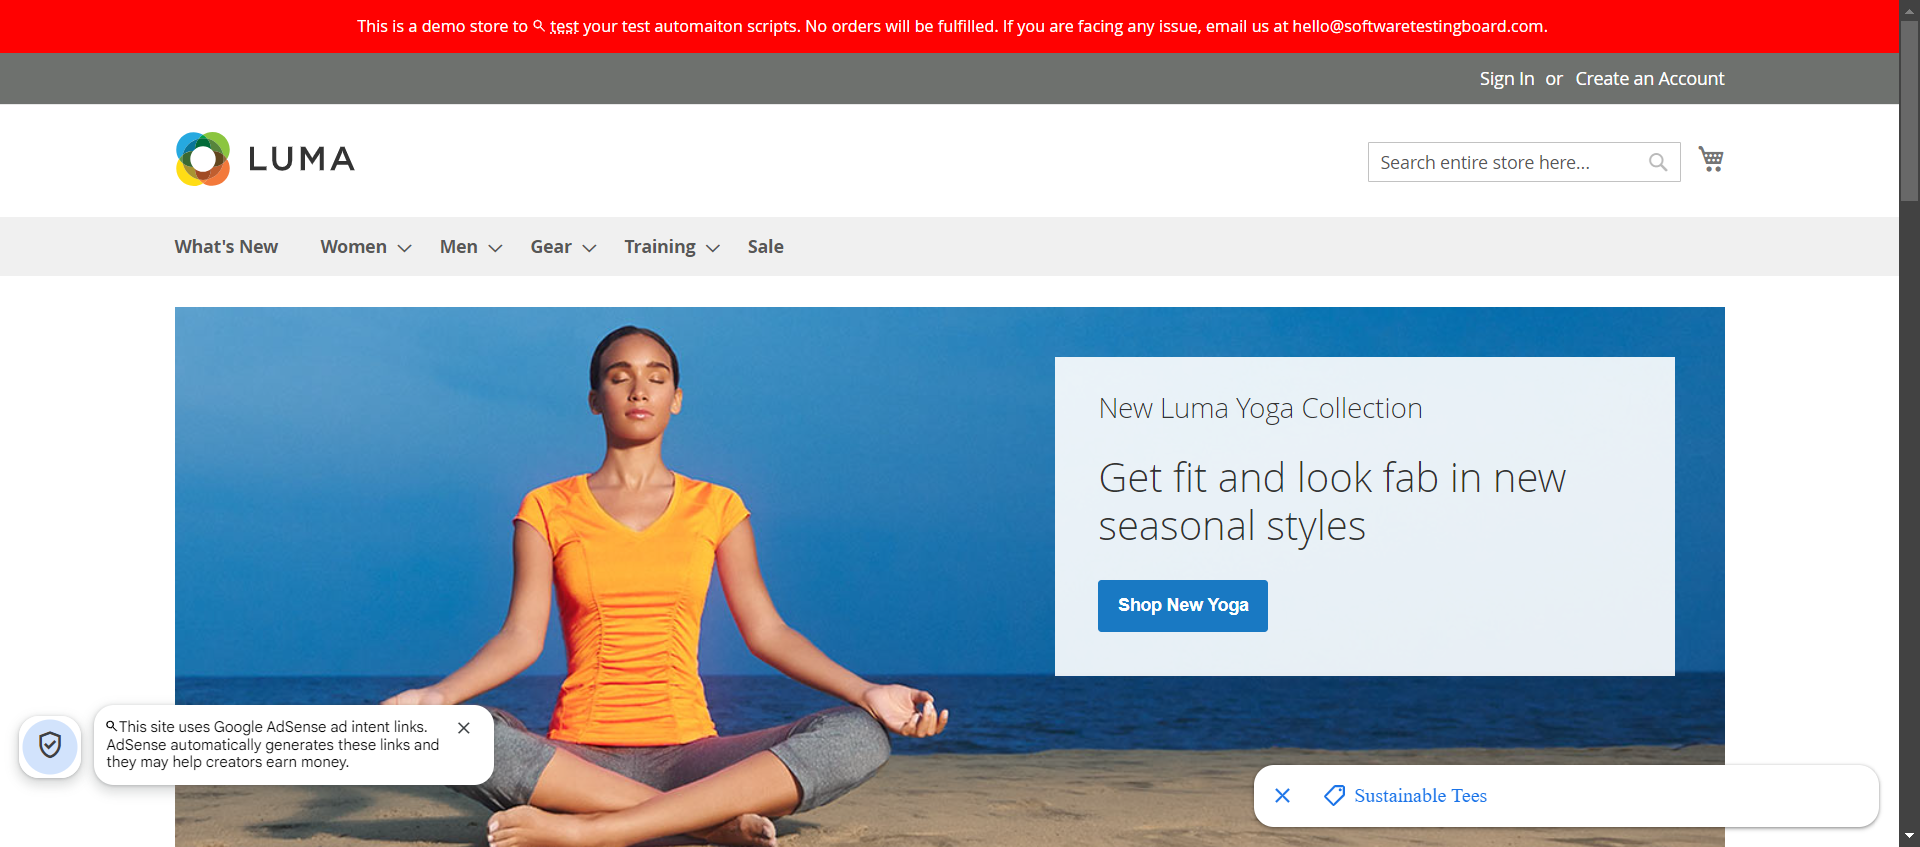 This is a demo store to test your test automaiton scripts. No orders will be fulfilled. If you are facing any issue, email us at hello@softwaretestingboard.com.
Sign In or Create an Account
LUMA
Search entire store here...
What's New Women Men Gear Training Sale
New Luma Yoga Collection
Get fit and look fab in new
seasonal styles
Shop New Yoga
This site uses Google AdSense ad intent links.
AdSense automatically generates these links and
they may help creators earn money.
Sustainable Tees